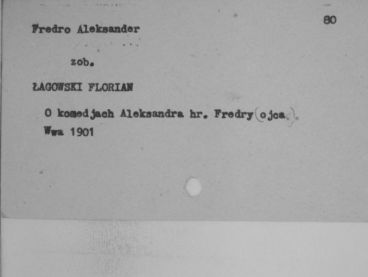 80
Fredro Aleksander
zob.
ŁAGOWSKI FLORIAN
O komedjach Aleksandra hr. Fredry(ojca).
Wwa 1901